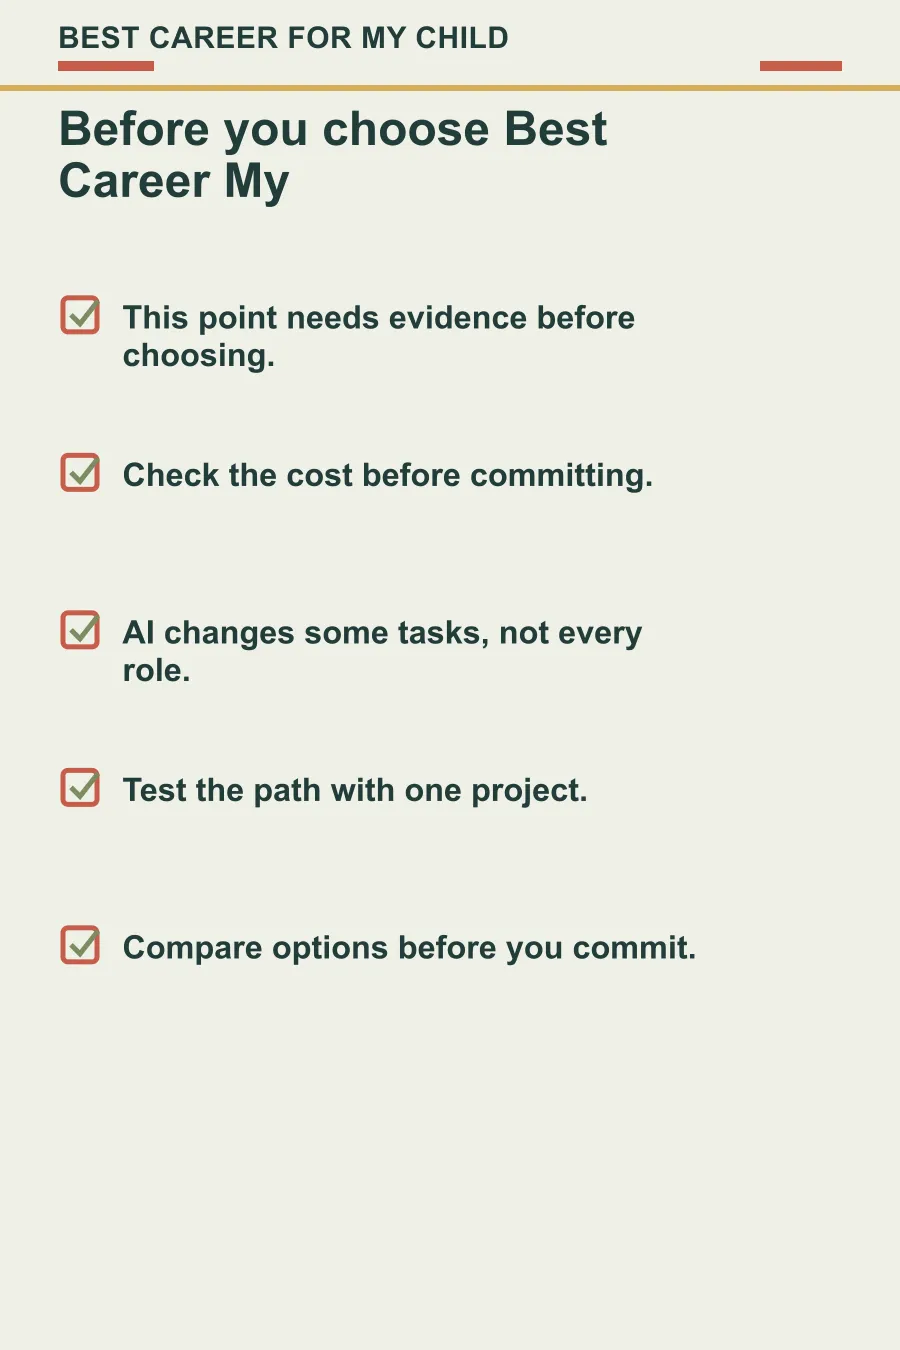 BEST CAREER FOR MY CHILD
Before you choose Best
Career My
This point needs evidence before
choosing.
Check the cost before committing.
AI changes some tasks, not every
role.
Test the path with one project.
Compare options before you commit.